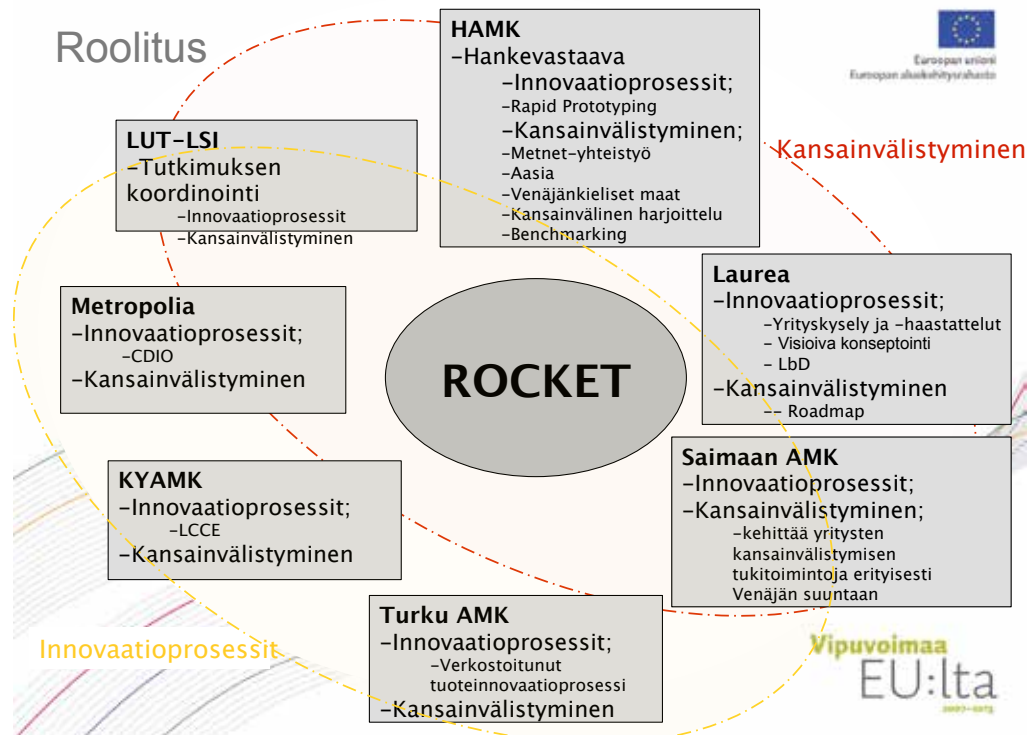 Roolitus
HAMK
-Hankevastaava
-Innovaatioprosessit;
-Rapid Prototyping
-Kansainvälistyminen;
-Metnet-yhteistyö
-Aasia
-Venäjänkieliset maat
-Kansainvälinen harjoittelu
-Benchmarking
Euroopan unioni
Euroopan aluekehitysrahasto
Kansainvälistyminen
LUT-LSI
-Tutkimuksen
koordinointi
-Innovaatioprosessit
-Kansainvälistyminen
Metropolia
-Innovaatioprosessit;
-CDIO
-Kansainvälistyminen
ROCKET
Laurea
-Innovaatioprosessit;
-Yrityskysely ja -haastattelut
- Visioiva konseptointi
- LbD
-Kansainvälistyminen
-- Roadmap
KYAMK
-Innovaatioprosessit;
-LCCE
-Kansainvälistyminen
Saimaan AMK
-Innovaatioprosessit;
-Kansainvälistyminen;
-kehittää yritysten
kansainvälistymisen
tukitoimintoja erityisesti
Venäjän suuntaan
Turku AMK
-Innovaatioprosessit;
-Verkostoitunut
tuoteinnovaatioprosessi
-Kansainvälistyminen
Innovaatioprosessit
Vipuvoimaa
EU:lta
2007-2013